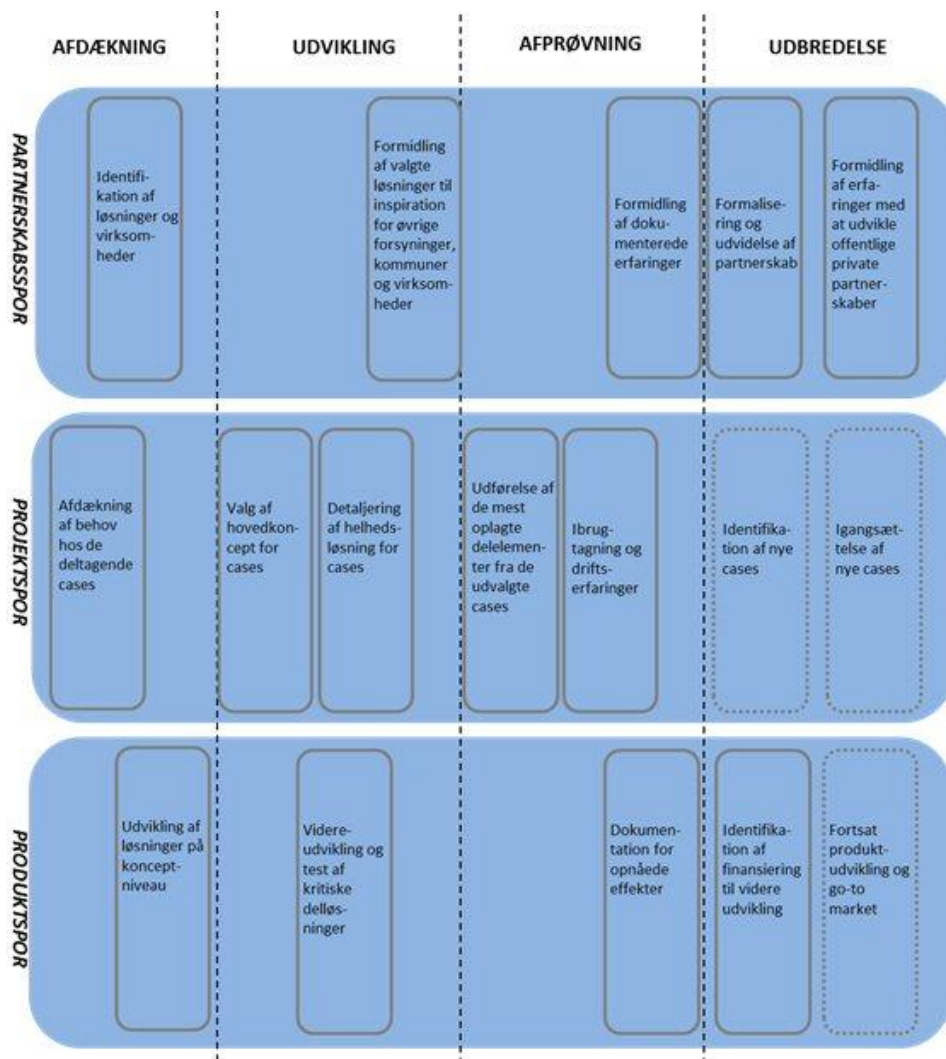 AFDÆKNING
UDVIKLING
AFPRØVNING
UDBREDELSE
PARTNERSKABSSPOR
Identifi-
kation af
løsninger og
virksom-
heder
Formidling
af valgte
løsninger til
inspiration
for øvrige
forsyninger,
kommuner
og virksom-
heder
Formidling
af doku-
menterede
erfaringer
Formalise-
ring og
udvidelse af
partnerskab
Formidling
af erfa-
ringer med
at udvikle
offentlige
private
partner-
skaber
PROJEKTSPOR
Afdækning
af behov
hos de
deltagende
cases
Valg af
hovedkon-
cept for
cases
Detaljering
af helheds-
løsning for
cases
Udførelse af
de mest
oplagte
delelemen-
ter fra de
udvalgte
cases
Ibrug-
tagning og
drifts-
erfaringer
Identifika-
tion af nye
cases
Igangsæt-
telse af
nye cases
PRODUKTSPOR
Udvikling af
løsninger på
koncept-
niveau
Videre-
udvikling og
test af
kritiske
delløs-
ninger
Dokumen-
tation for
opnåede
effekter
Identifika-
tion af
finansiering
til videre
udvikling
Fortsat
produkt-
udvikling og
go-to
market